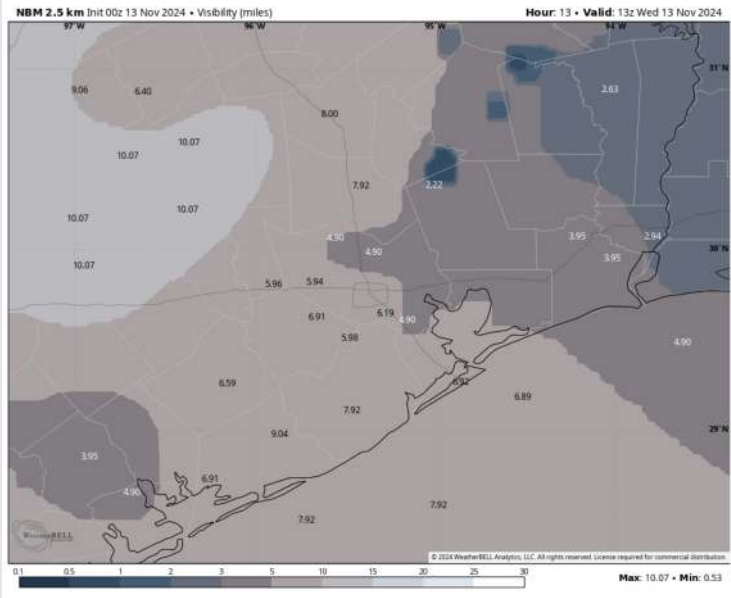 NBM 2.5 km Init 00z 13 Nov 2024 • Visibility (miles)
Hour: 13 • Valid: 13z Wed 13 Nov 2024
97°W 96°W 95°W 94°W
31°N
9.06 6.40 2.63
8.00
10.07
10.07
7.92 2.22
10.07
10.07
4.90 3.95 2.94
30°N
4.90 3.95
10.07
5.96 5.94
6.91 6.19 4.90
5.98 4.90
6.59 6.92
6.89
7.92
9.04 29°N
3.95
6.91
4.90
7.92
7.92
WeatherBELL
© 2024 WeatherBELL Analytics, LLC. All rights reserved. License required for commercial distribution.
0.1 0.5 1 2 3 5 10 15 20 25 30
Max: 10.07 • Min: 0.53